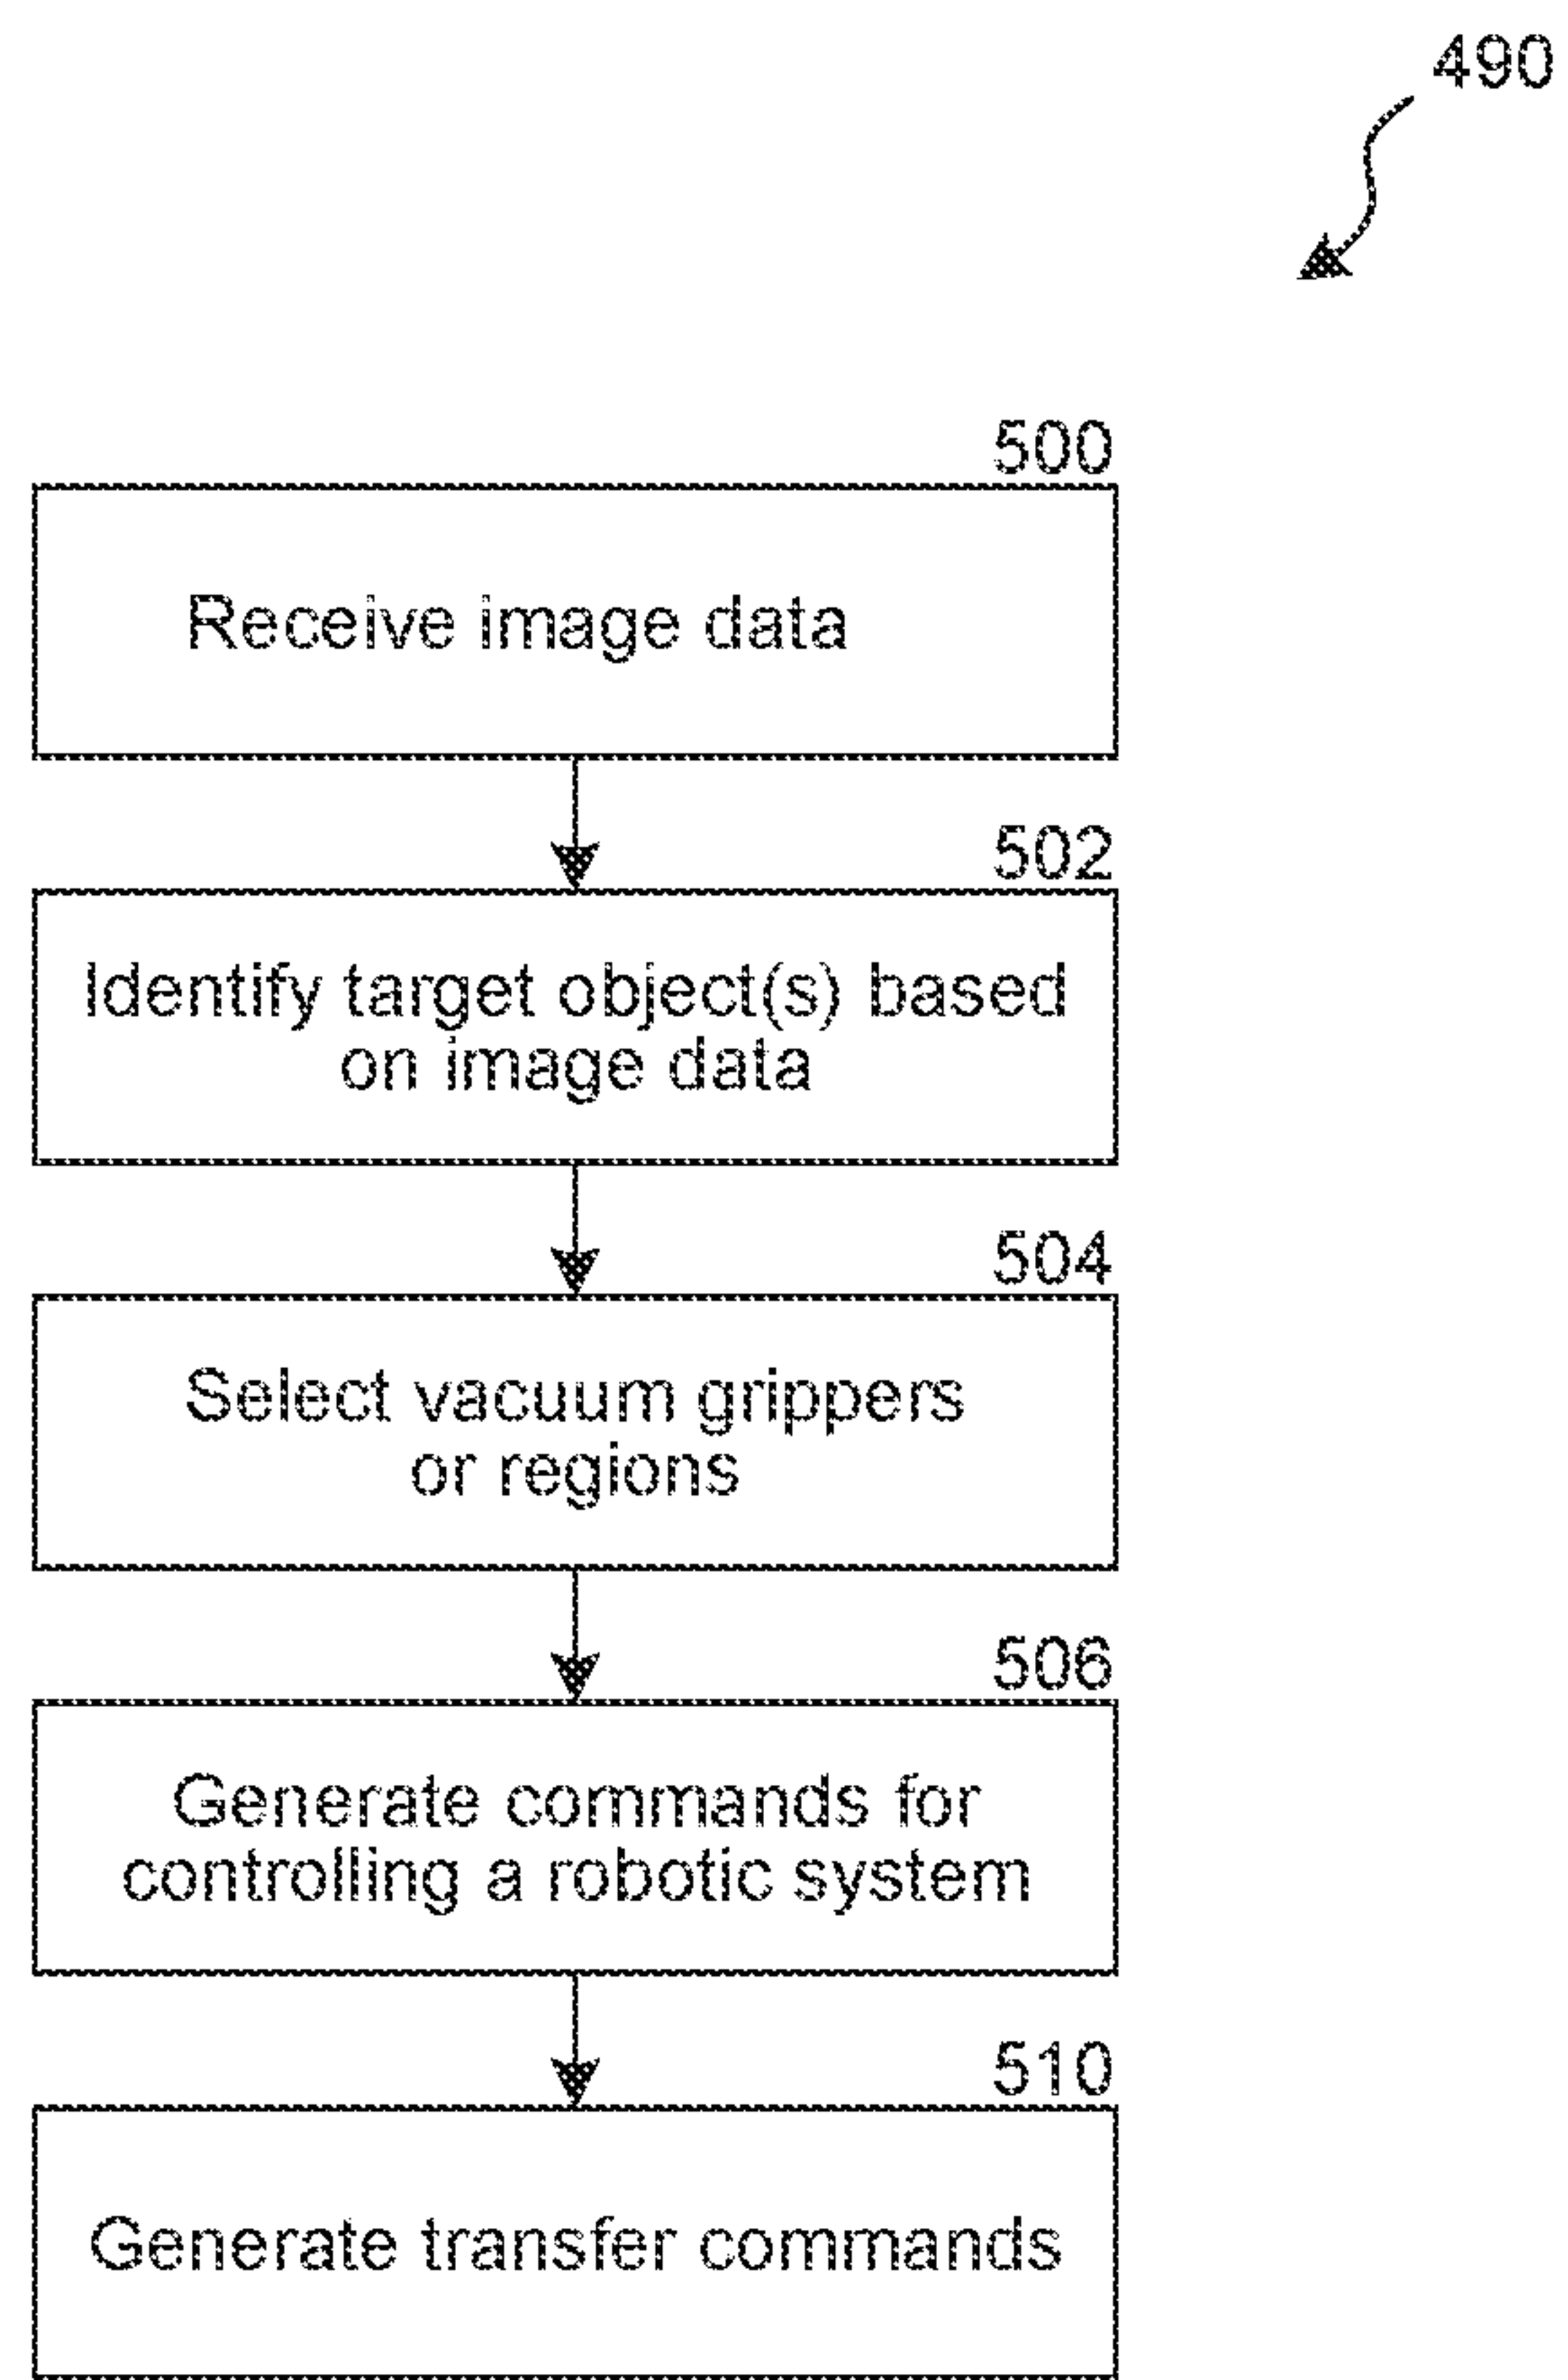 490
500
Receive image data
502
Identify target object(s) based
on image data
504
Select vacuum grippers
or regions
506
Generate commands for
controlling a robotic system
510
Generate transfer commands